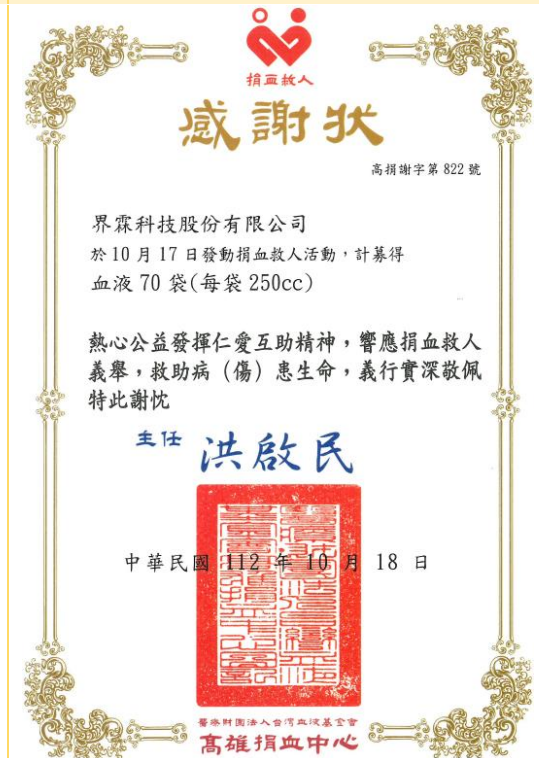 捐血救人
感謝狀
高捐謝字第 822 號
界霖科技股份有限公司
於 10 月 17 日發動捐血救人活動，計募得
血液 70 袋(每袋 250cc)
熱心公益發揮仁愛互助精神，響應捐血救人
義舉，救助病（傷）患生命，義行實深敬佩
特此謝忱
主任 洪啟民
中華民國 112 年 10 月 18 日
醫療財團法人台灣血液基金會
高雄捐血中心